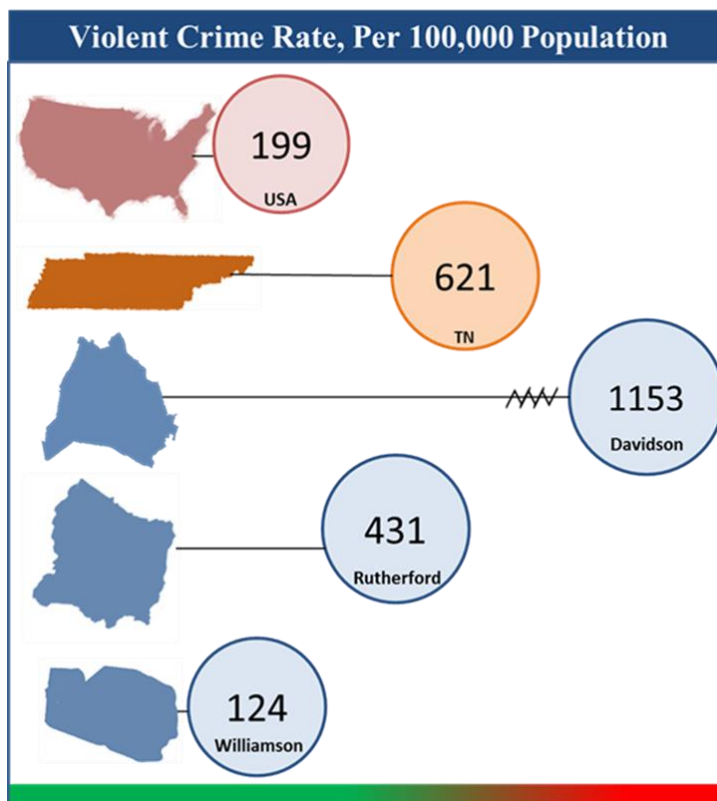 Violent Crime Rate, Per 100,000 Population
199
USA
621
TN
1153
Davidson
431
Rutherford
124
Williamson